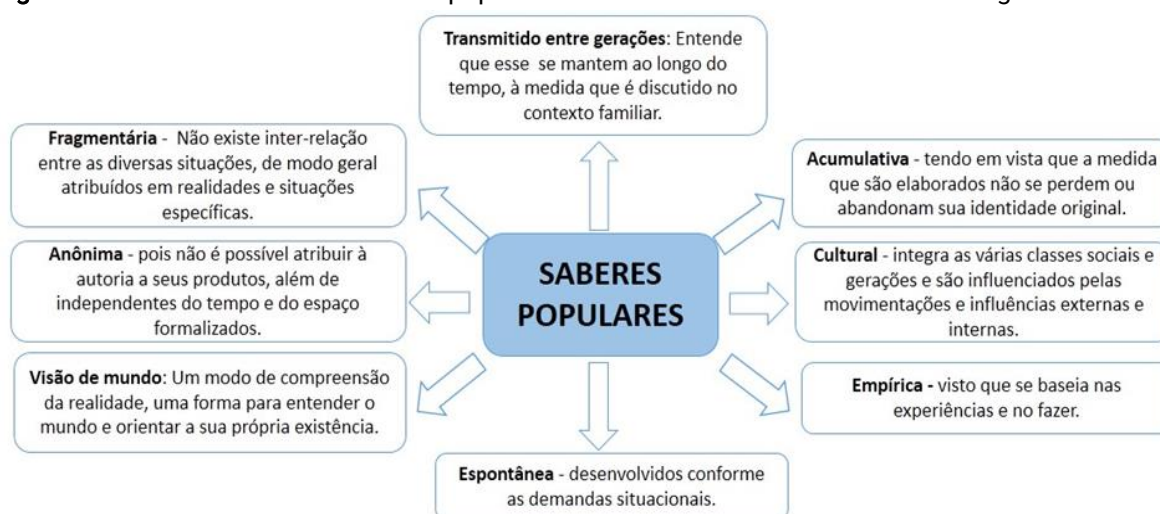 Transmitido entre gerações: Entende
que esse se mantem ao longo do
tempo, à medida que é discutido no
contexto familiar.
Fragmentária - Não existe inter-relação
entre as diversas situações, de modo geral
atribuídos em realidades e situações
específicas.
Acumulativa - tendo em vista que a medida
que são elaborados não se perdem ou
abandonam sua identidade original.
Anônima - pois não é possível atribuir à
autoria a seus produtos, além de
independentes do tempo e do espaço
formalizados.
SABERES
POPULARES
Cultural - integra as várias classes sociais e
gerações e são influenciados pelas
movimentações e influências externas e
internas.
Visão de mundo: Um modo de compreensão
da realidade, uma forma para entender o
mundo e orientar a sua própria existência.
Empírica - visto que se baseia nas
experiências e no fazer.
Espontânea - desenvolvidos conforme
as demandas situacionais.